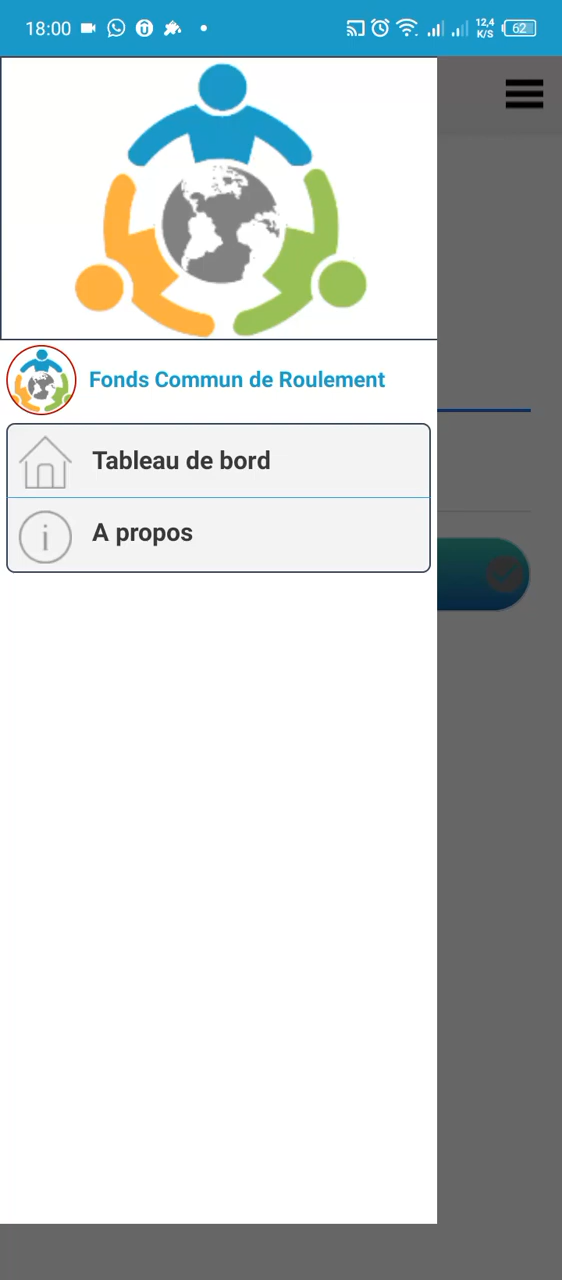 18:00
12,4
K/S
62
Fonds Commun de Roulement
Tableau de bord
A propos